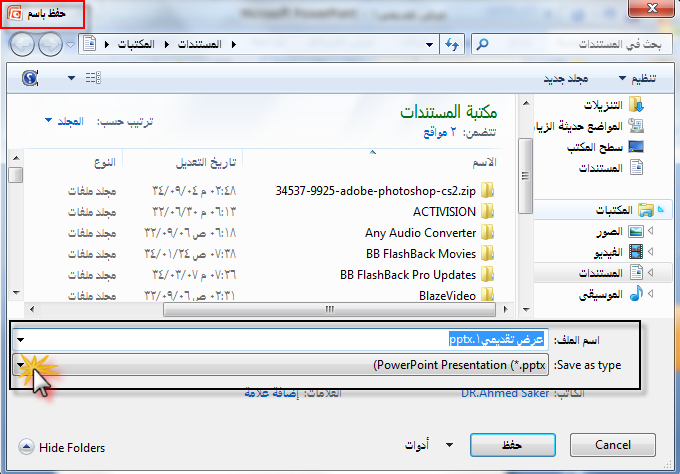 حفظ باسم
Microsoft PowerPoint - عرض تقديمي١
المكتبات ◄ المستندات ◄
بحث في المستندات
تنظيم ▼ مجلد جديد
التنزيلات
المواضع حديثة الزيا
سطح المكتب
المستندات
المكتبات
الصور
الفيديو
المستندات
الموسيقى
مكتبة المستندات
تتضمن: ٢ مواقع
ترتيب حسب: المجلد ▼
الاسم تاريخ التعديل النوع
34537-9925-adobe-photoshop-cs2.zip ٠٢:٤٨ م ٣٤/٠٩/٠٤ مجلد ملفات
ACTIVISION ٠٦:١٣ م ٣٢/٠٦/٣٠ مجلد ملفات
Any Audio Converter ٠٦:١٨ ص ٣٢/٠٩/٠٦ مجلد ملفات
BB FlashBack Movies ٠٧:٣٨ ص ٣٤/٠١/٢٤ مجلد ملفات
BB FlashBack Pro Updates ٠٧:٢٦ م ٣٤/٠٣/٠٧ مجلد ملفات
BlazeVideo ٠٢:٣١ ص ٣٢/٠٩/٠٦ مجلد ملفات
اسم الملف: عرض تقديمي١.pptx
Save as type: PowerPoint Presentation (*.pptx)
الكاتب: DR.Ahmed Saker العلامات: إضافة علامة
Hide Folders أدوات ▼ حفظ Cancel